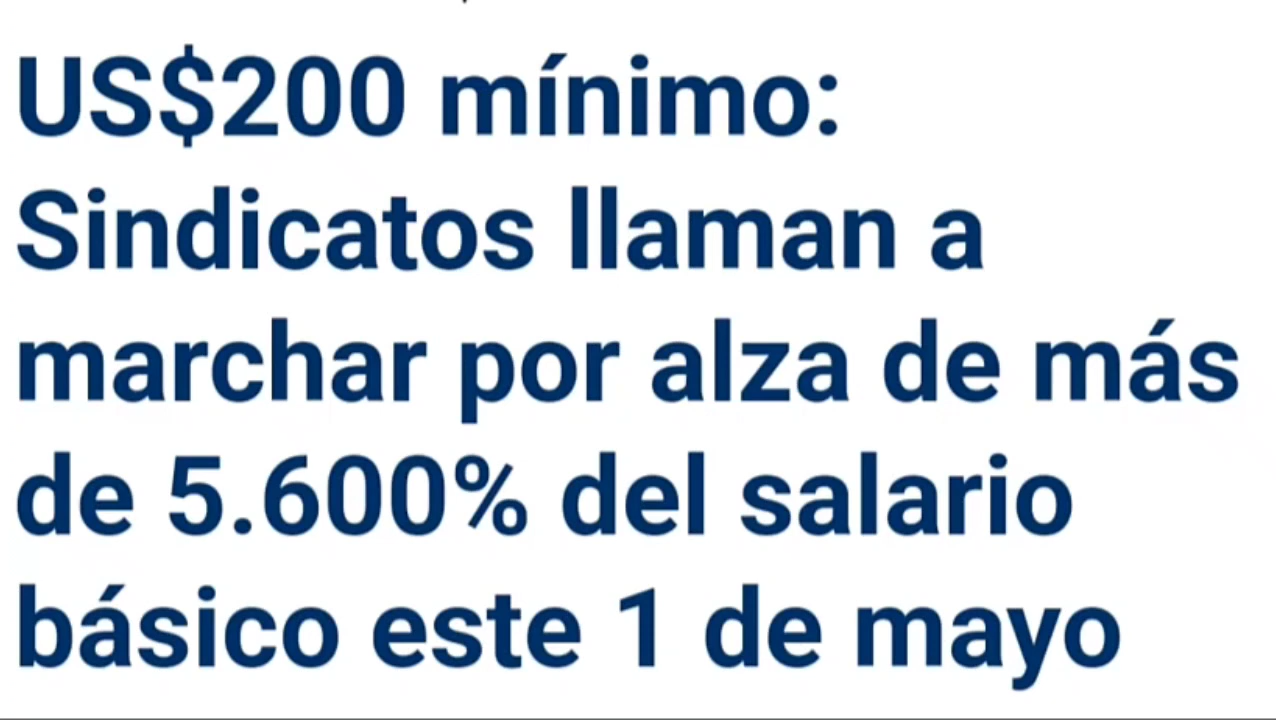 US$200 mínimo:
Sindicatos llaman a
marchar por alza de más
de 5.600% del salario
básico este 1 de mayo